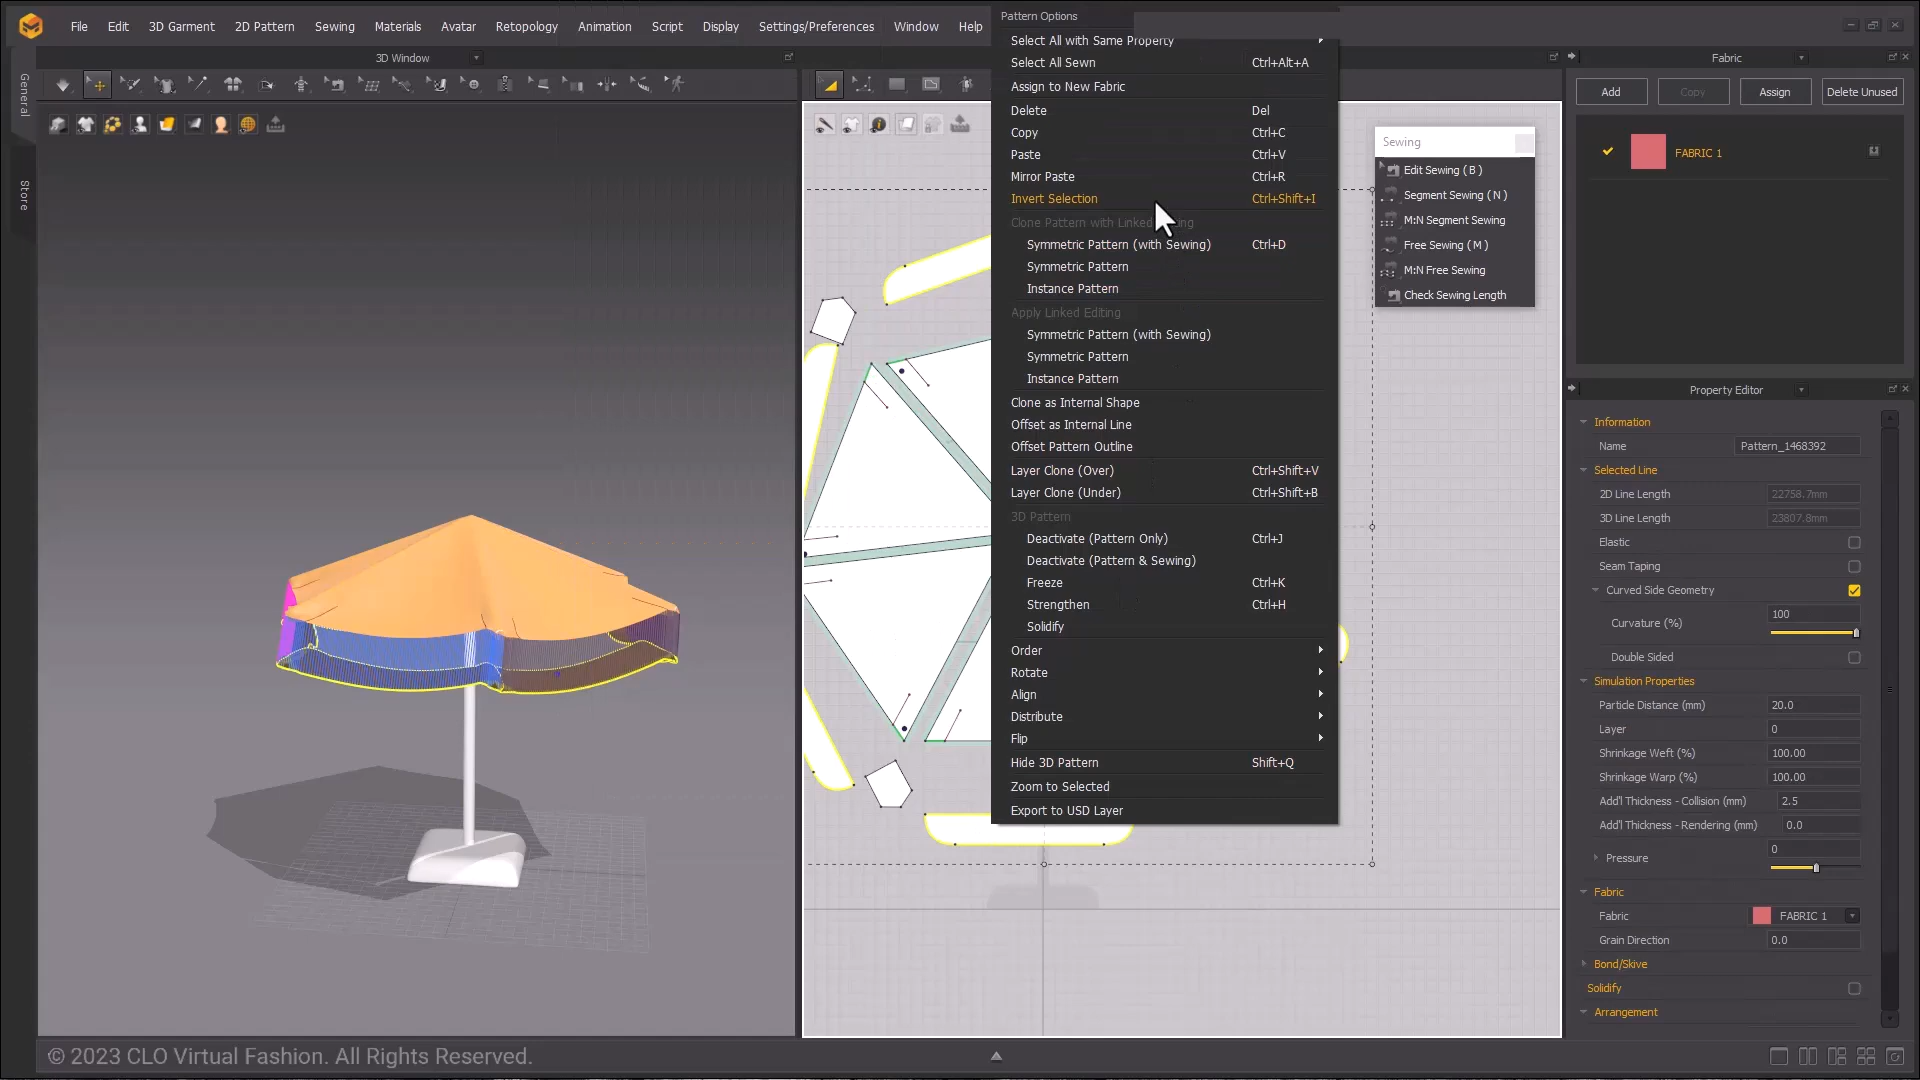 File Edit 3D Garment 2D Pattern Sewing Materials Avatar Retopology Animation Script Display Settings/Preferences Window Help
General
Store
3D Window
Pattern Options
Select All with Same Property
Select All Sewn Ctrl+Alt+A
Assign to New Fabric
Delete Del
Copy Ctrl+C
Paste Ctrl+V
Mirror Paste Ctrl+R
Invert Selection Ctrl+Shift+I
Clone Pattern with Linked
Symmetric Pattern (with Sewing) Ctrl+D
Symmetric Pattern
Instance Pattern
Apply Linked Editing
Symmetric Pattern (with Sewing)
Symmetric Pattern
Instance Pattern
Clone as Internal Shape
Offset as Internal Line
Offset Pattern Outline
Layer Clone (Over) Ctrl+Shift+V
Layer Clone (Under) Ctrl+Shift+B
3D Pattern
Deactivate (Pattern Only) Ctrl+J
Deactivate (Pattern & Sewing)
Freeze Ctrl+K
Strengthen Ctrl+H
Solidify
Order
Rotate
Align
Distribute
Flip
Hide 3D Pattern Shift+Q
Zoom to Selected
Export to USD Layer
Sewing
Edit Sewing ( B )
Segment Sewing ( N )
M:N Segment Sewing
Free Sewing ( M )
M:N Free Sewing
Check Sewing Length
Fabric
Add Copy Assign Delete Unused
FABRIC 1
Property Editor
Information
Name Pattern_1468392
Selected Line
2D Line Length 22758.7mm
3D Line Length 23807.8mm
Elastic
Seam Taping
Curved Side Geometry
Curvature (%) 100
Double Sided
Simulation Properties
Particle Distance (mm) 20.0
Layer 0
Shrinkage Weft (%) 100.00
Shrinkage Warp (%) 100.00
Add'l Thickness - Collision (mm) 2.5
Add'l Thickness - Rendering (mm) 0.0
Pressure 0
Fabric
Fabric FABRIC 1
Grain Direction 0.0
Bond/Skive
Solidify
Arrangement
© 2023 CLO Virtual Fashion. All Rights Reserved.